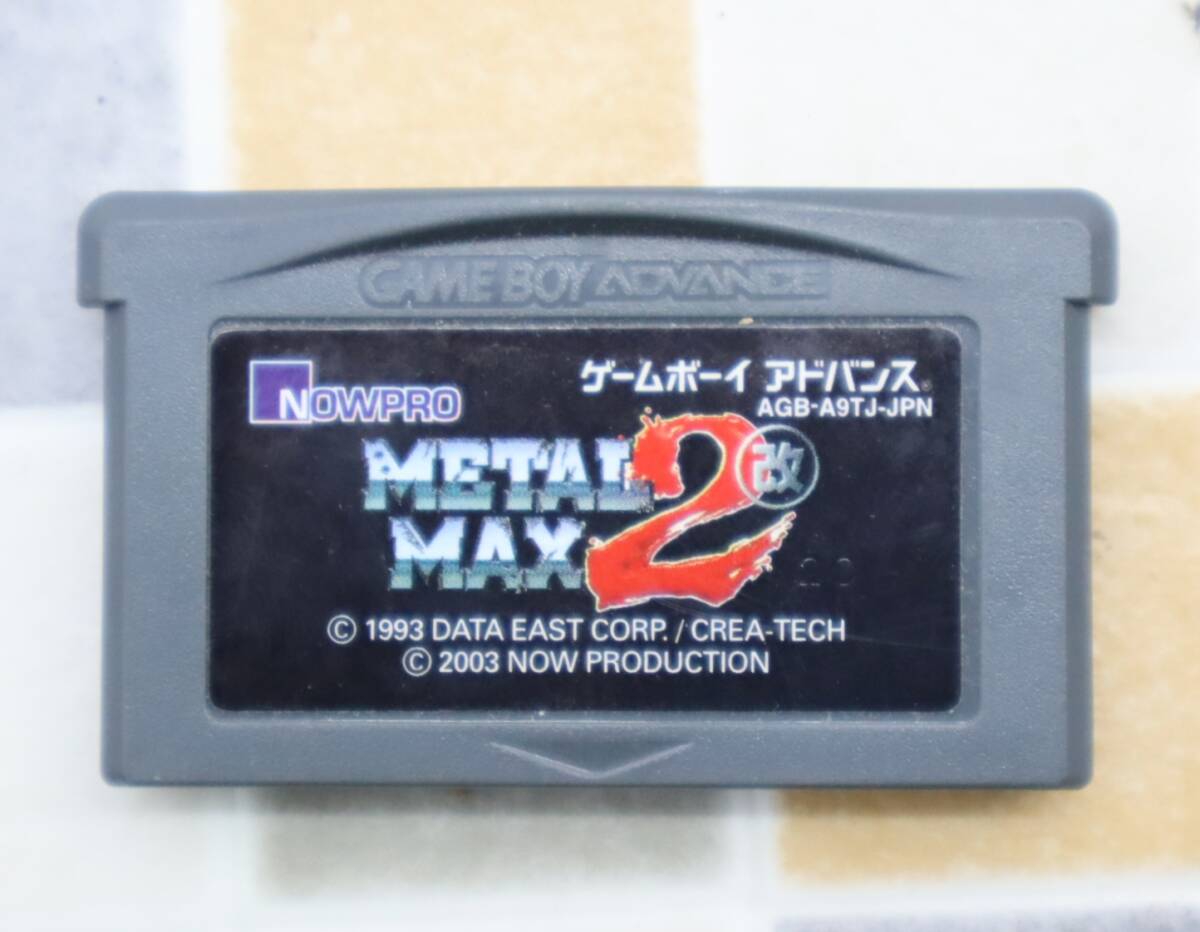 GAME BOY ADVANCE
NOWPRO
ゲームボーイ アドバンス®
AGB-A9TJ-JPN
METAL
MAX 2 改
© 1993 DATA EAST CORP. / CREA-TECH
© 2003 NOW PRODUCTION